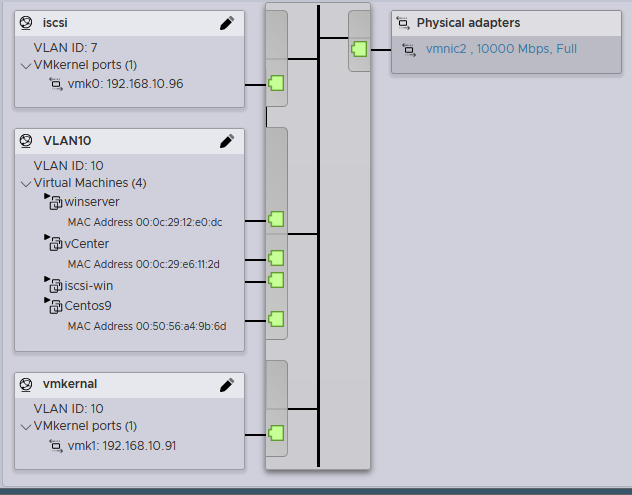 iscsi
VLAN ID: 7
VMkernel ports (1)
vmk0: 192.168.10.96
VLAN10
VLAN ID: 10
Virtual Machines (4)
winserver
MAC Address 00:0c:29:12:e0:dc
vCenter
MAC Address 00:0c:29:e6:11:2d
iscsi-win
Centos9
MAC Address 00:50:56:a4:9b:6d
vmkernal
VLAN ID: 10
VMkernel ports (1)
vmk1: 192.168.10.91
Physical adapters
vmnic2 , 10000 Mbps, Full